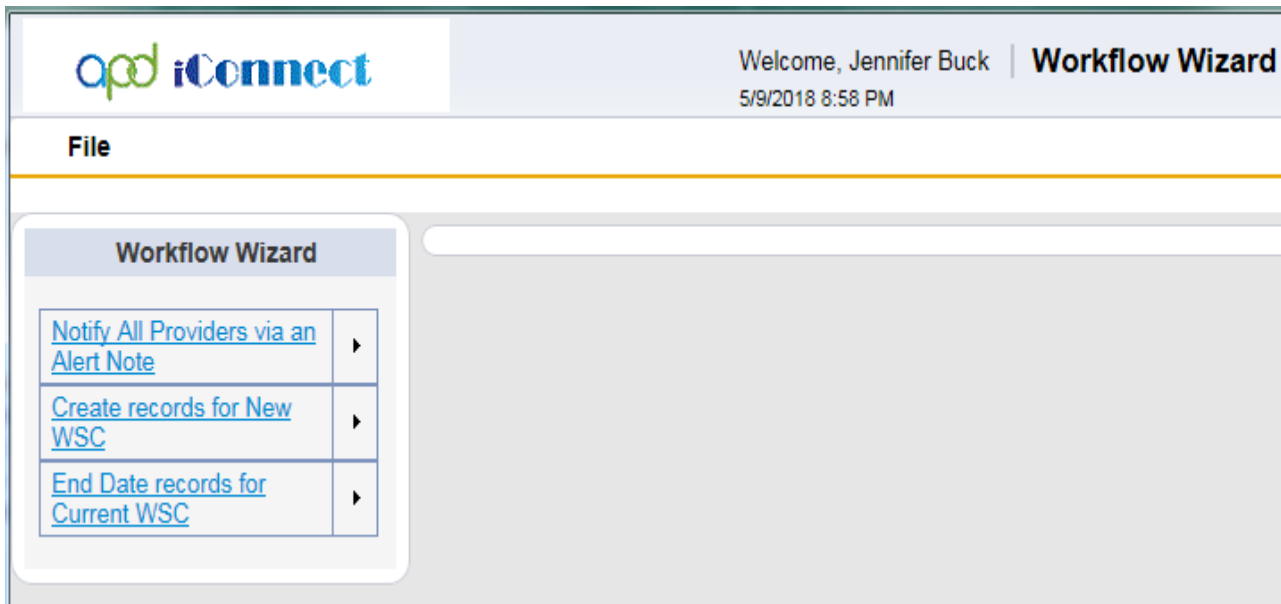 apd iConnect
Welcome, Jennifer Buck
Workflow Wizard
5/9/2018 8:58 PM
File
Workflow Wizard
Notify All Providers via an
Alert Note
Create records for New
WSC
End Date records for
Current WSC